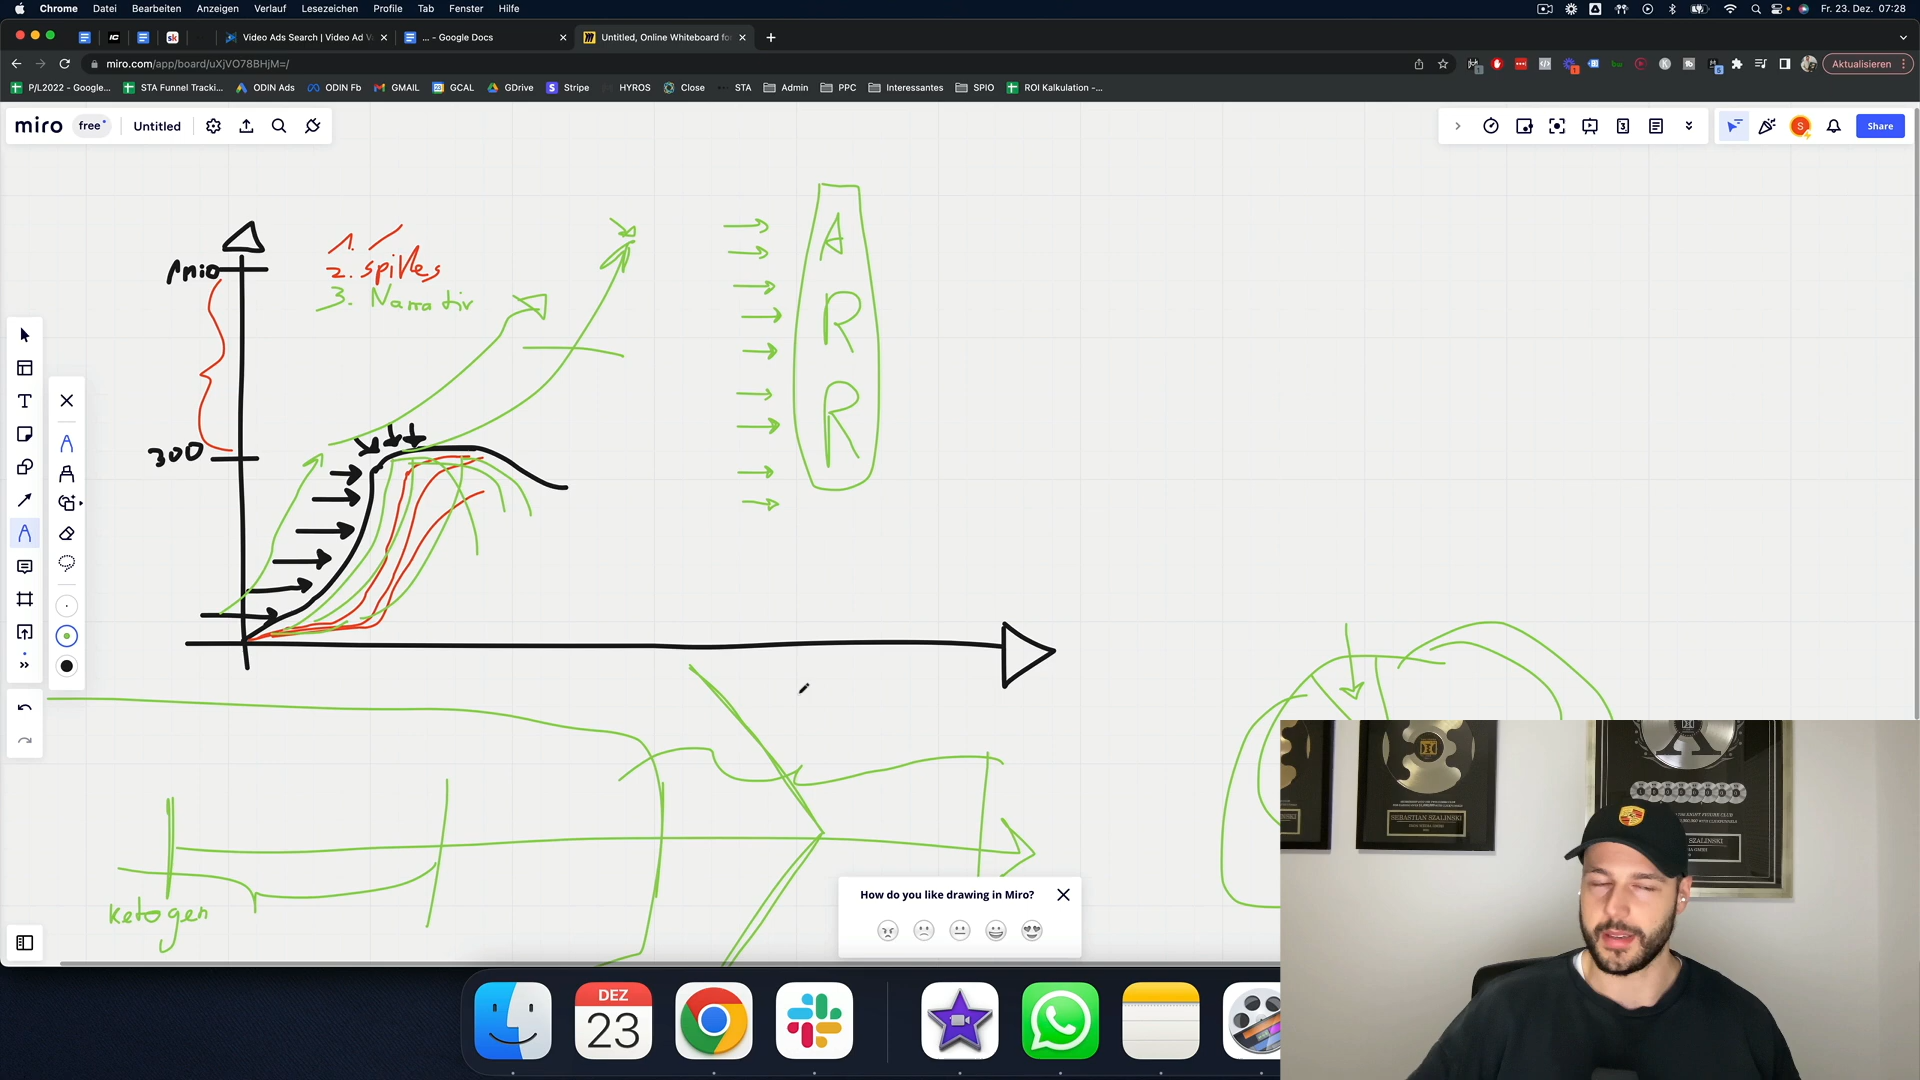 Chrome Datei Bearbeiten Anzeigen Verlauf Lesezeichen Profile Tab Fenster Hilfe Fr. 23. Dez. 07:28
Video Ads Search | Video Ad V ... - Google Docs Untitled, Online Whiteboard fo
miro.com/app/board/uXjVO78BHjM=/ Aktualisieren
P/L2022 - Google... STA Funnel Tracki... ODIN Ads ODIN Fb GMAIL GCAL GDrive Stripe HYROS Close STA Admin PPC Interessantes SPIO ROI Kalkulation -...
miro free Untitled Share
1.
1mio 2. spikes
3. Narrativ
300
A
R
R
ketogen
How do you like drawing in Miro?
DEZ
23
SEBASTIAN SZALINSKI
SZALINSKI